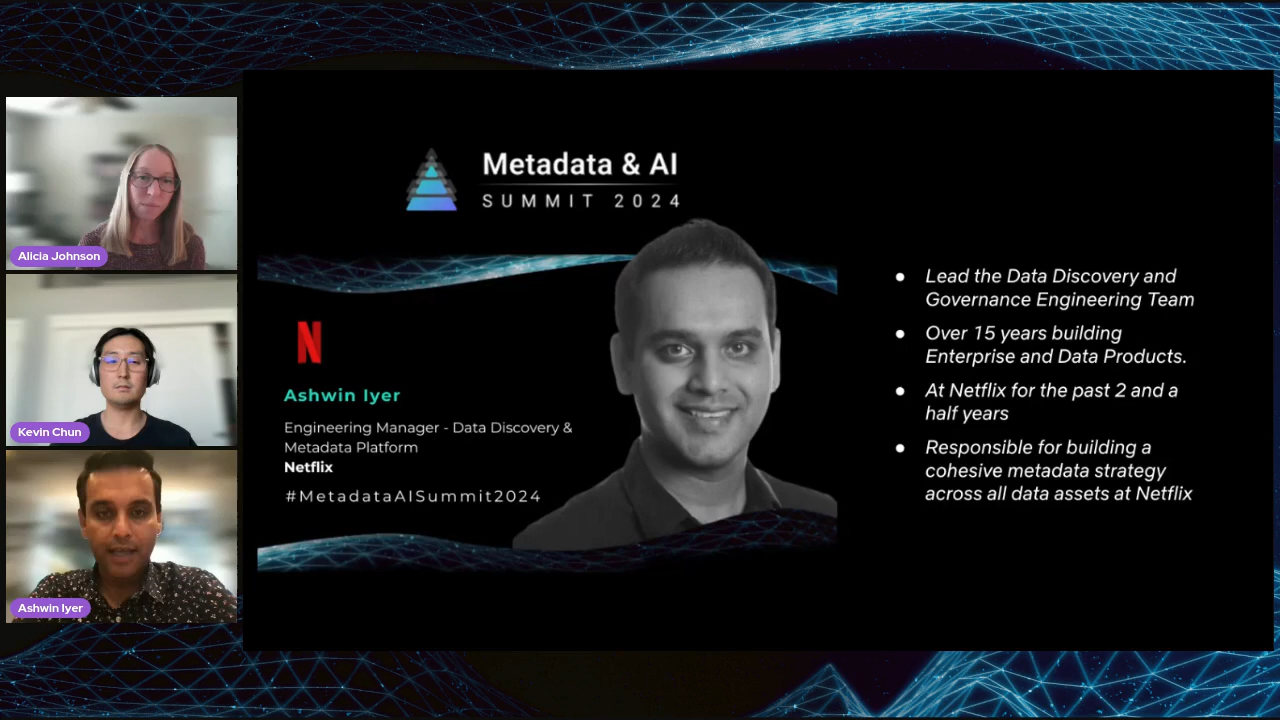 Alicia Johnson
Kevin Chun
Ashwin Iyer
Metadata & AI
SUMMIT 2024
N
Ashwin Iyer
Engineering Manager - Data Discovery &
Metadata Platform
Netflix
#MetadataAISummit2024
● Lead the Data Discovery and
Governance Engineering Team
● Over 15 years building
Enterprise and Data Products.
● At Netflix for the past 2 and a
half years
● Responsible for building a
cohesive metadata strategy
across all data assets at Netflix